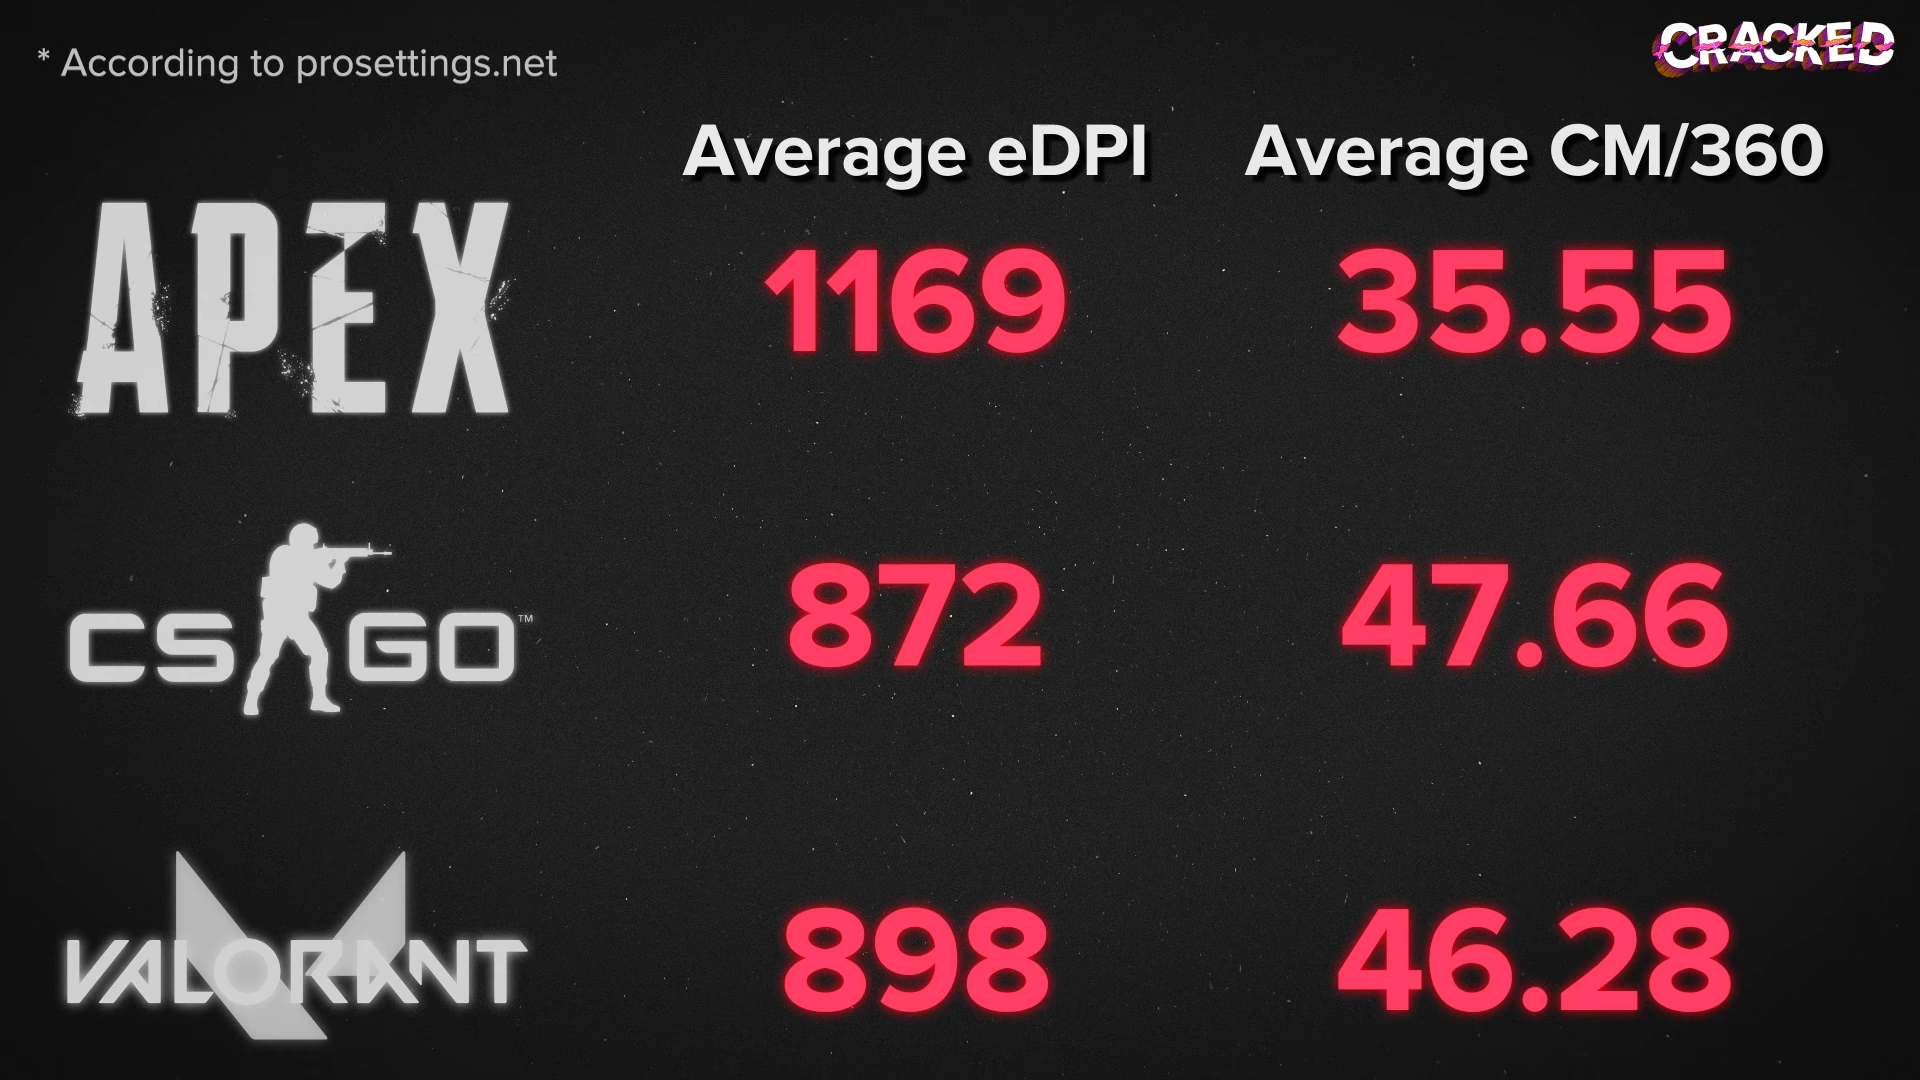 * According to prosettings.net
CRACKED
Average eDPI Average CM/360
APEX 1169 35.55
CS GO™ 872 47.66
VALORANT 898 46.28